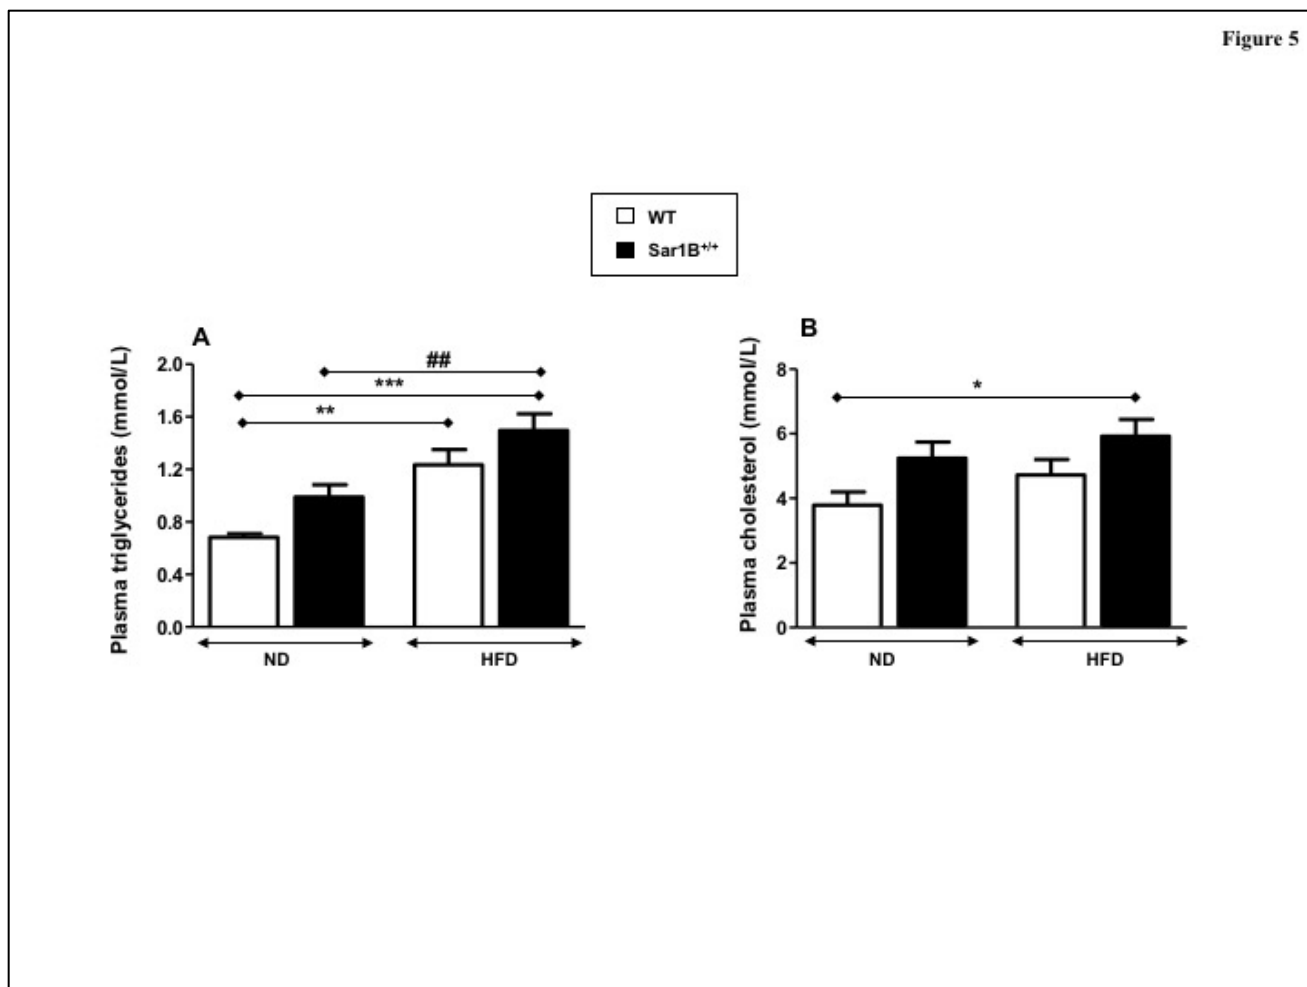 Figure 5
WT
Sar1B+/+
A
Plasma triglycerides (mmol/L)
2.0
1.6
1.2
0.8
0.4
0.0
##
***
**
ND
HFD
B
Plasma cholesterol (mmol/L)
8
6
4
2
0
*
ND
HFD